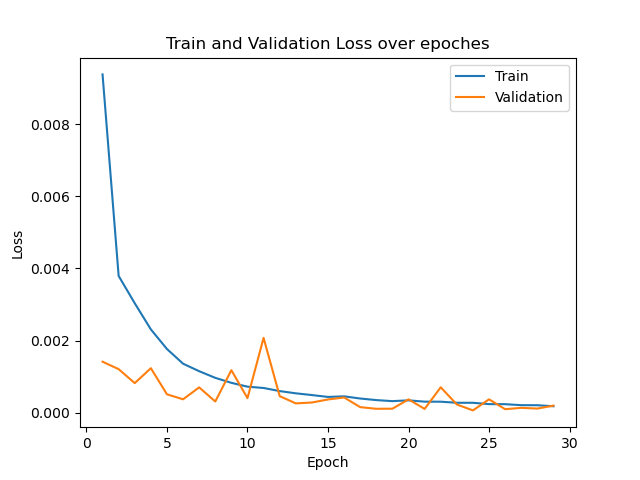 Train and Validation Loss over epoches
Train
Validation
0.008
0.006
0.004
0.002
0.000
Loss
0
5
10
15
20
25
30
Epoch